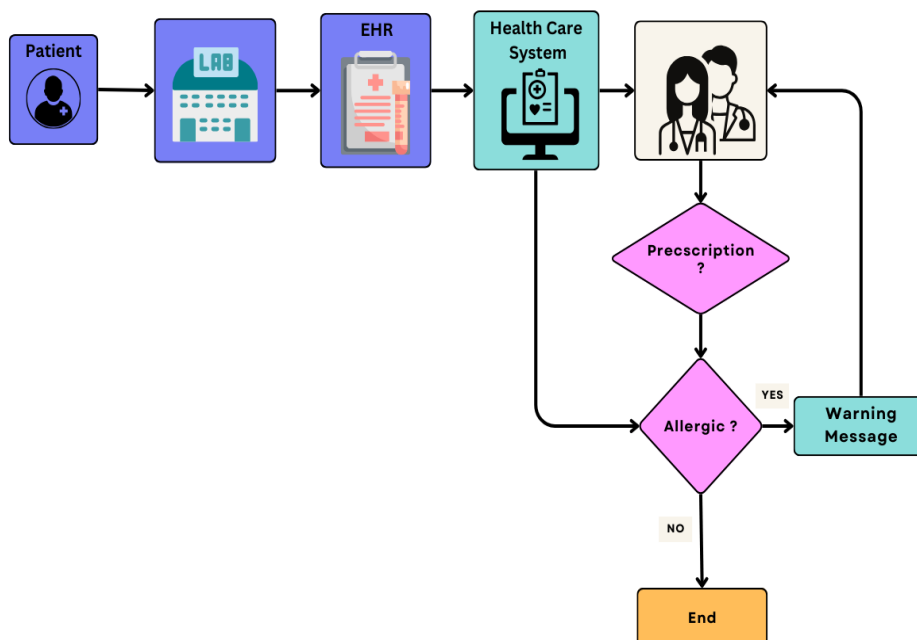 Patient
LAB
EHR
Health Care
System
Precscription
?
Allergic ?
YES
Warning
Message
NO
End